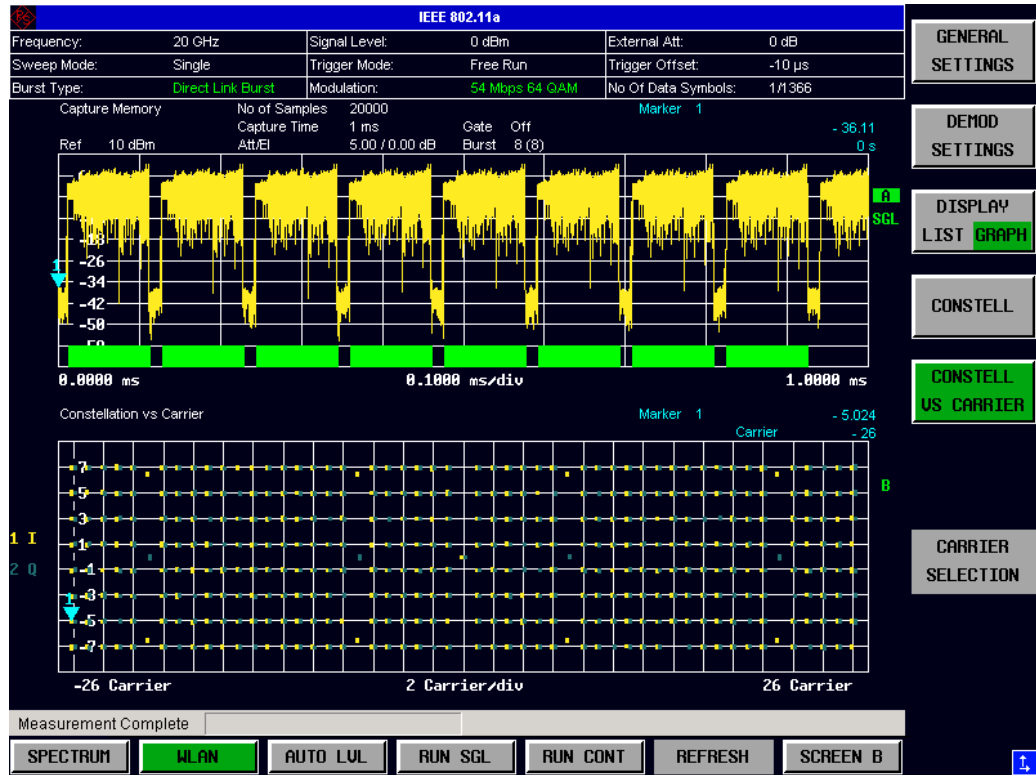 IEEE 802.11a
Frequency: 20 GHz Signal Level: 0 dBm External Att: 0 dB
Sweep Mode: Single Trigger Mode: Free Run Trigger Offset: -10 µs
Burst Type: Direct Link Burst Modulation: 54 Mbps 64 QAM No Of Data Symbols: 1/1366
Capture Memory No of Samples 20000 Marker 1
Capture Time 1 ms Gate Off - 36.11
Ref 10 dBm Att/El 5.00 / 0.00 dB Burst 8 (8) 0 s
A
SGL
-18
-26
1
-34
-42
-50
0.0000 ms 0.1000 ms/div 1.0000 ms
Constellation vs Carrier Marker 1 - 5.024
Carrier - 26
7
B
5
3
1 I
1
2 Q
-1
-3
1
-5
-7
-26 Carrier 2 Carrier/div 26 Carrier
Measurement Complete
SPECTRUM WLAN AUTO LVL RUN SGL RUN CONT REFRESH SCREEN B
GENERAL
SETTINGS
DEMOD
SETTINGS
DISPLAY
LIST GRAPH
CONSTELL
CONSTELL
VS CARRIER
CARRIER
SELECTION